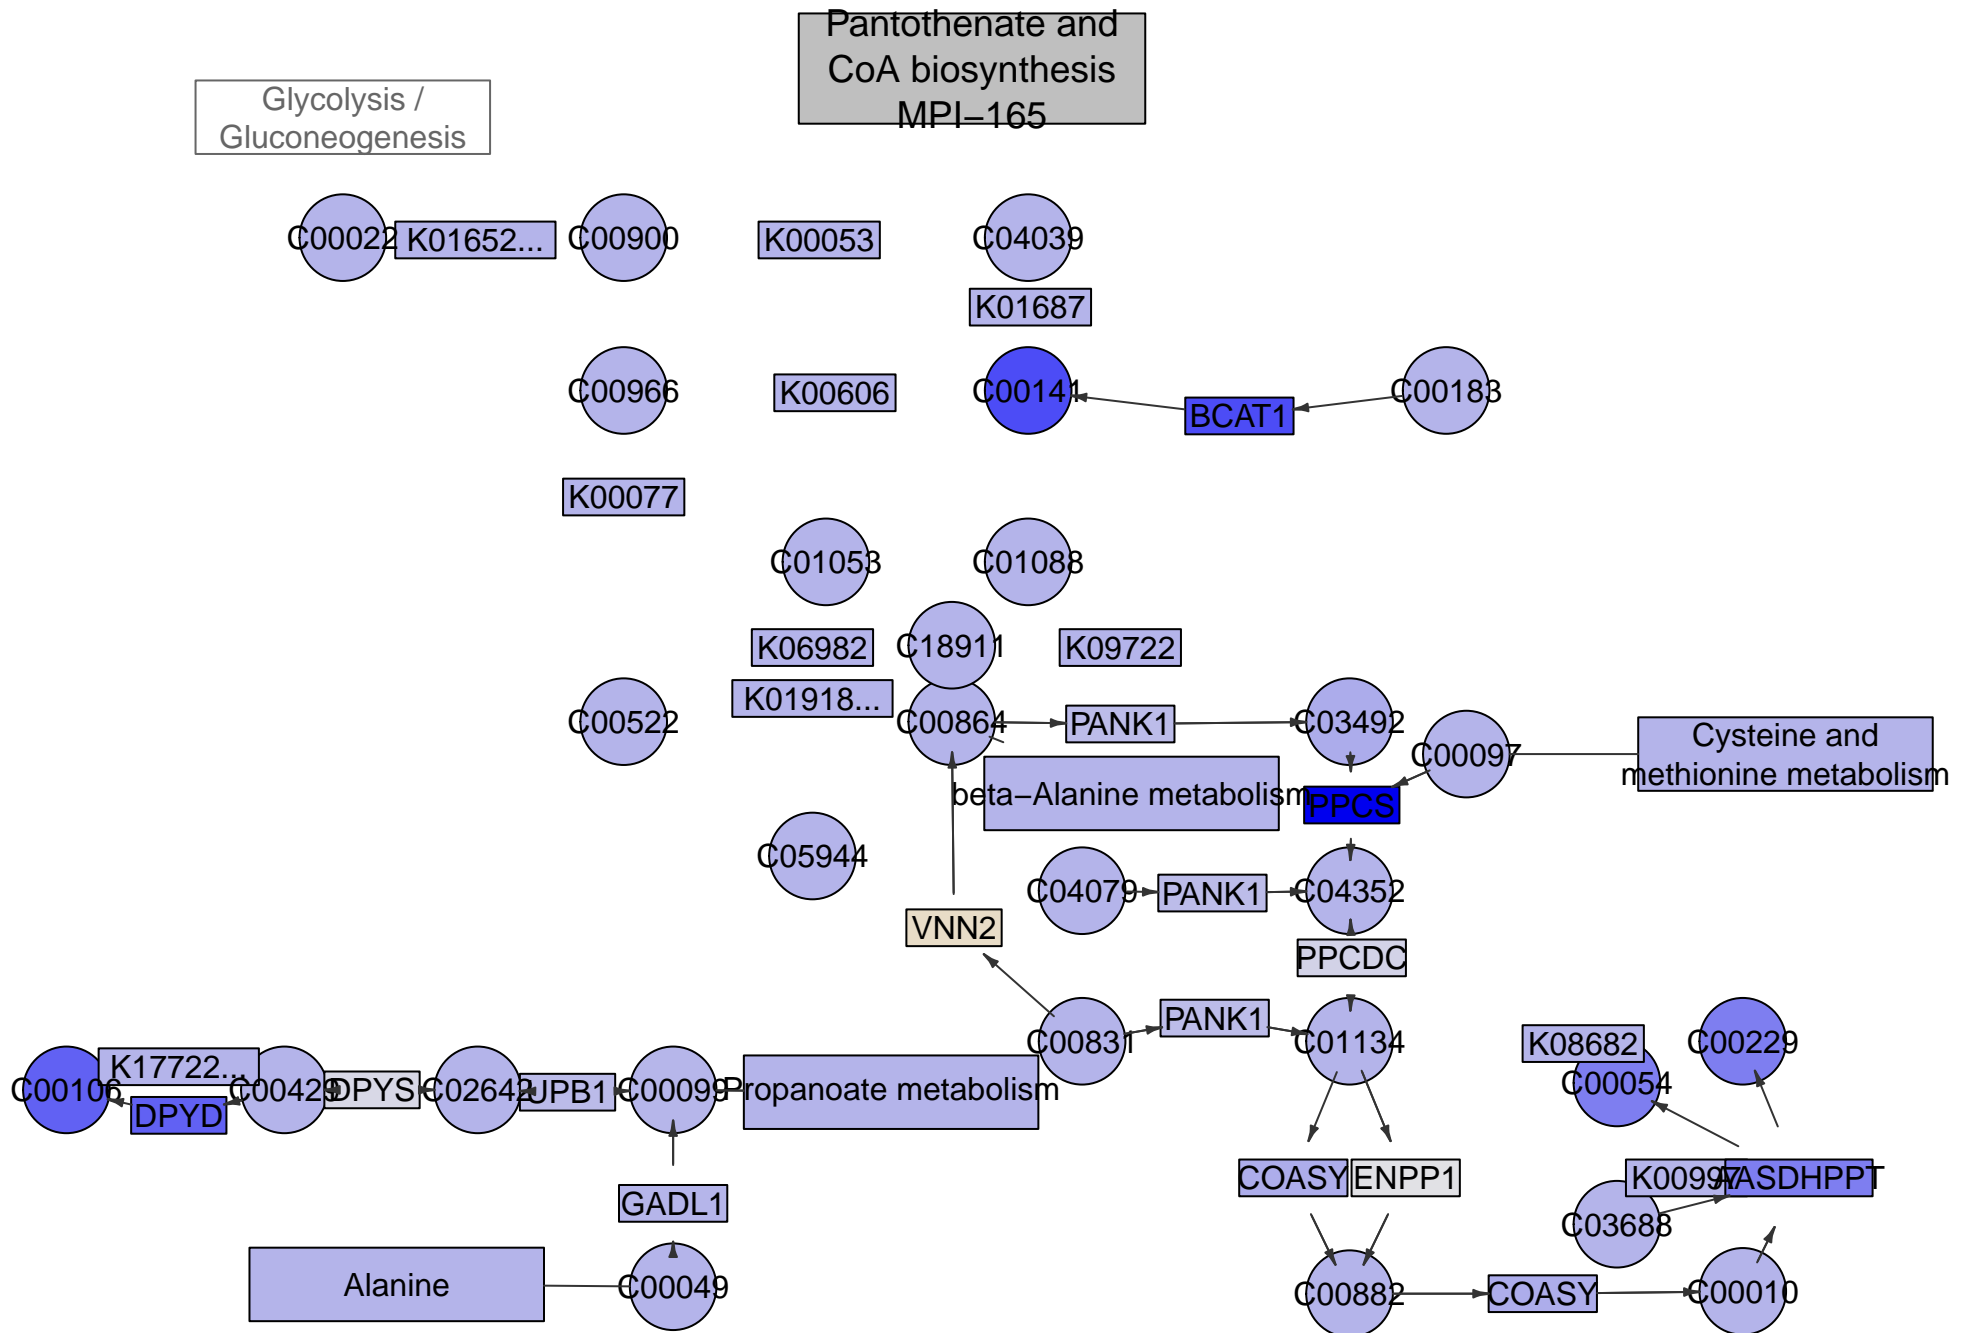 Pantothenate and
CoA biosynthesis
MPI−165
Glycolysis /
Gluconeogenesis
C00022
K01652...
C00900
K00053
C04039
K01687
C00966
K00606
C00141
BCAT1
C00183
K00077
C01053
C01088
K06982
C18911
K09722
K01918...
C00522
C00864
PANK1
C03492
C00097
Cysteine and
methionine metabolism
beta−Alanine metabolism
PPCS
C05944
C04079
PANK1
C04352
VNN2
PPCDC
C00831
PANK1
C01134
K08682
C00229
C00054
C00106
K17722...
DPYD
C00429
DPYS
C02642
UPB1
C00099
Propanoate metabolism
COASY
ENPP1
K00997
AASDHPPT
GADL1
C03688
Alanine
C00049
C00882
COASY
C00010